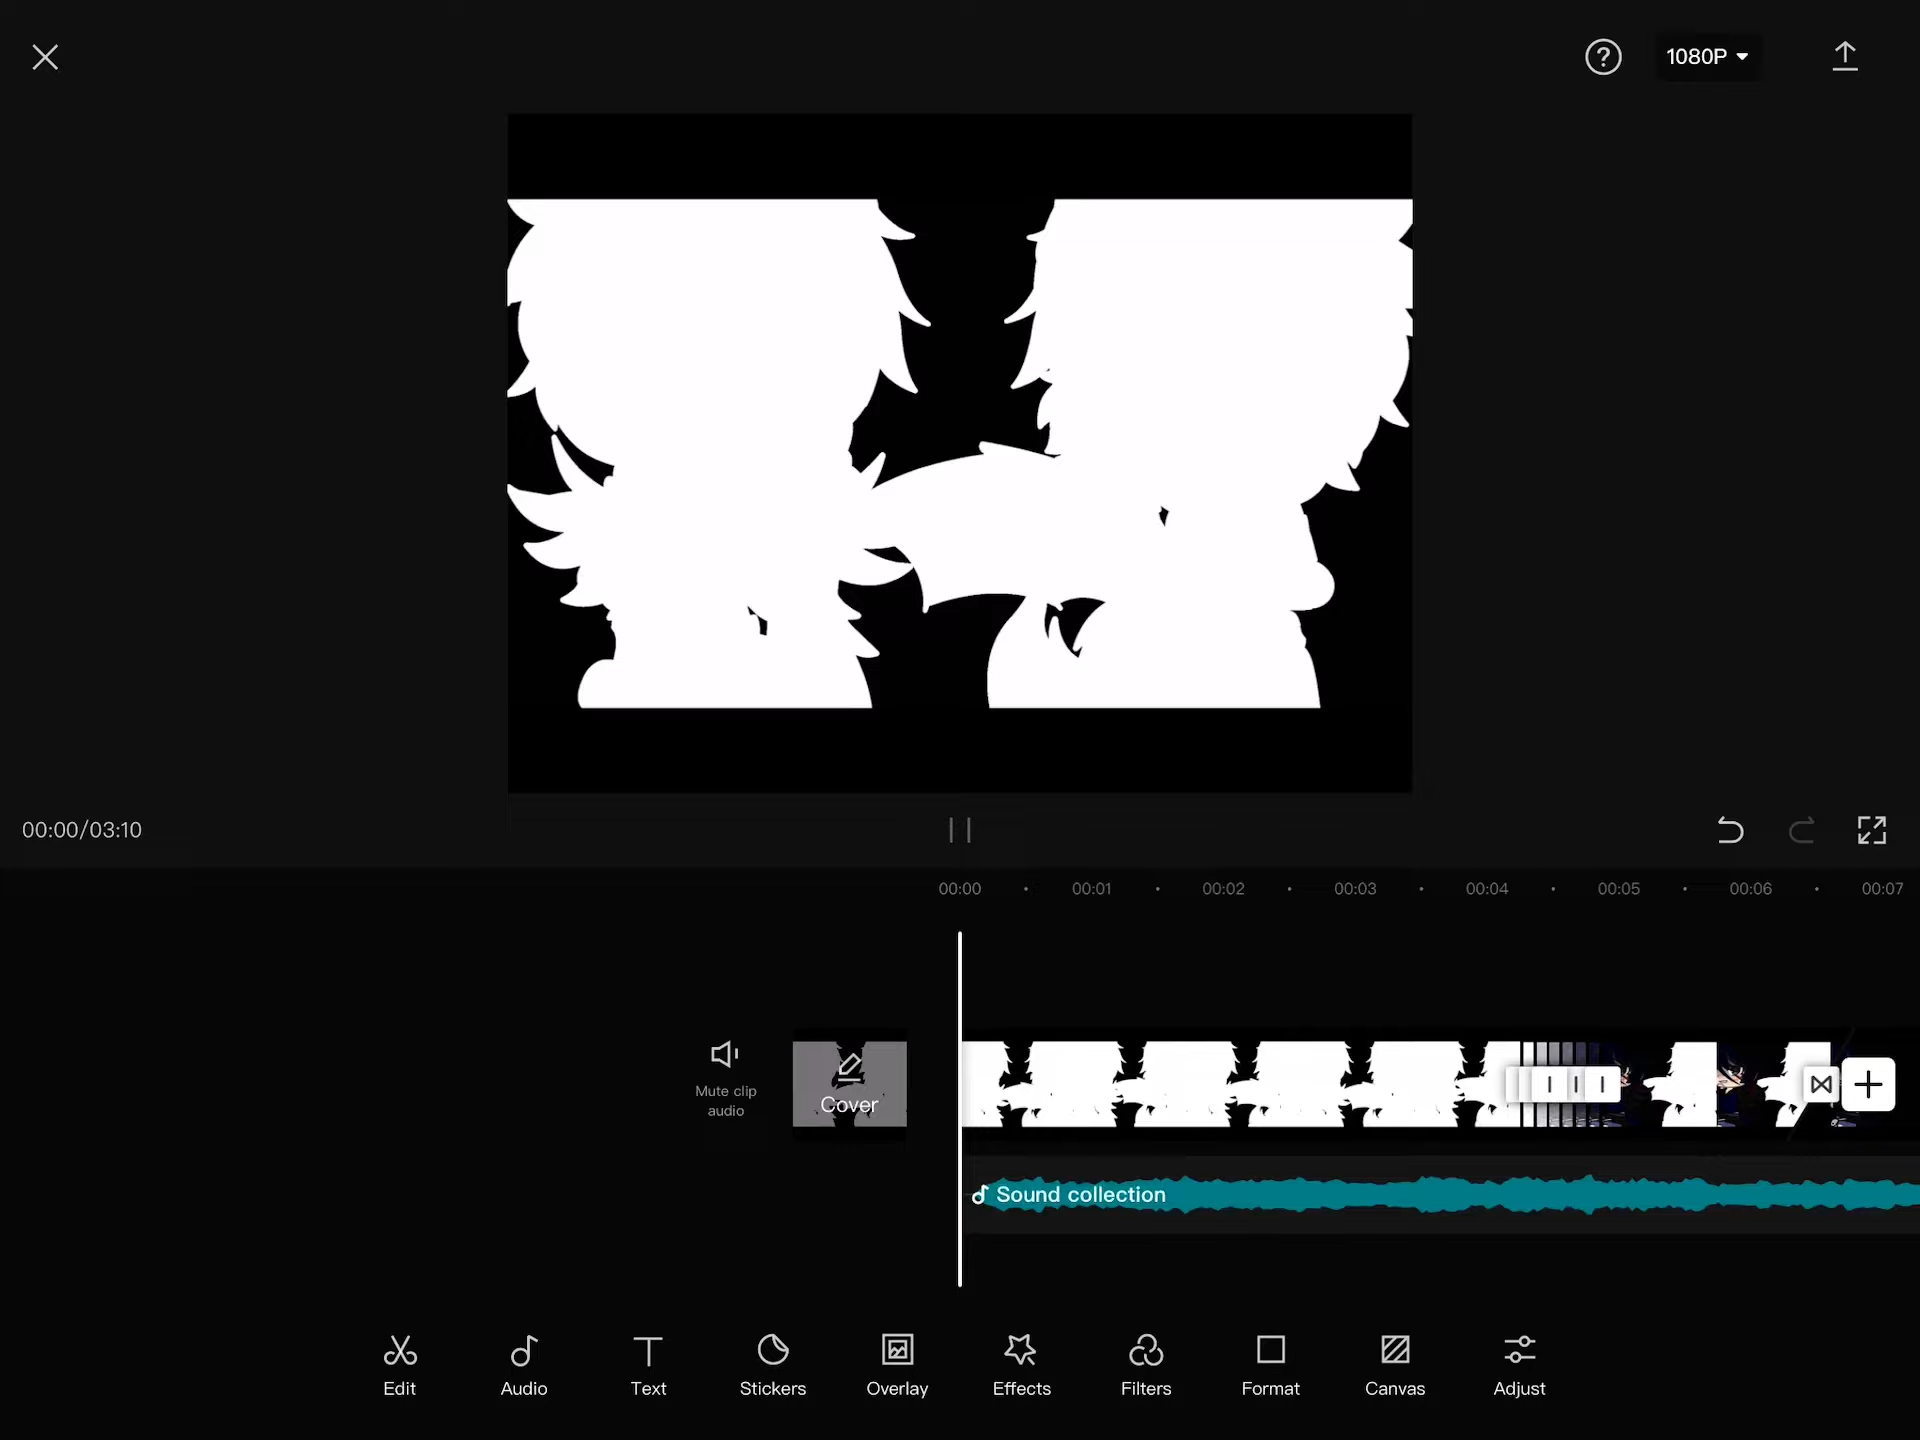 1080P
00:00/03:10
00:00 00:01 00:02 00:03 00:04 00:05 00:06 00:07
Mute clip
audio
Cover
Sound collection
Edit Audio Text Stickers Overlay Effects Filters Format Canvas Adjust